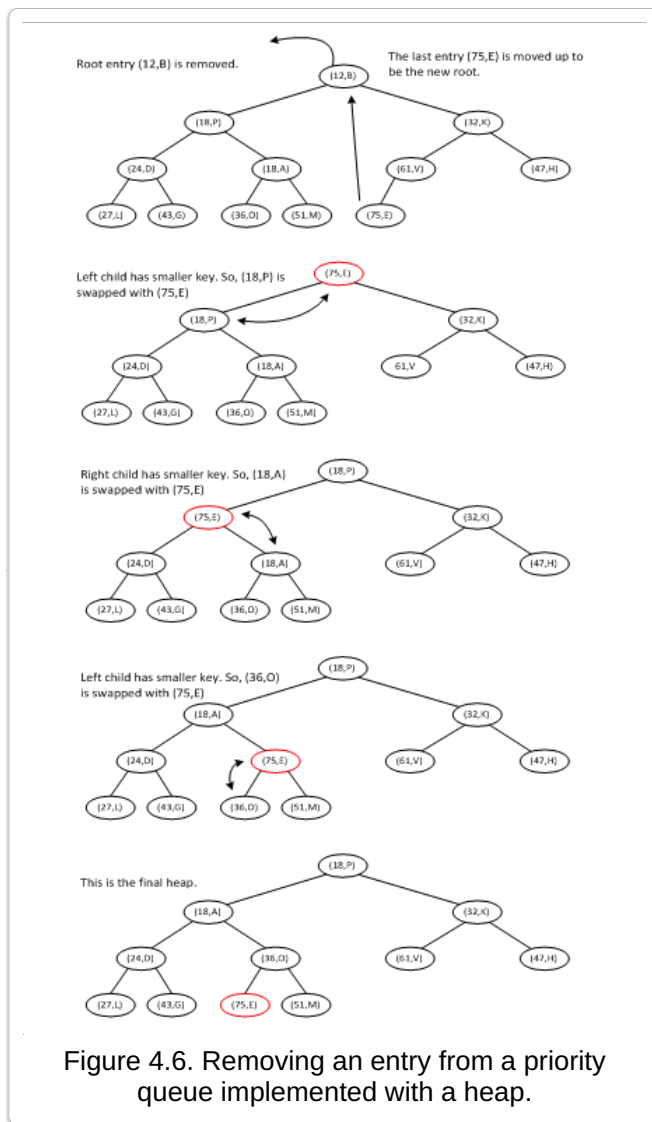 Root entry (12,B) is removed.
The last entry (75,E) is moved up to
be the new root.
(12,B)
(18,P)
(32,K)
(24,D)
(18,A)
(61,V)
(47,H)
(27,L)
(43,G)
(36,O)
(51,M)
(75,E)
Left child has smaller key. So, (18,P) is
swapped with (75,E)
(75,E)
(18,P)
(32,K)
(24,D)
(18,A)
61,V
(47,H)
(27,L)
(43,G)
(36,O)
(51,M)
Right child has smaller key. So, (18,A)
is swapped with (75,E)
(18,P)
(75,E)
(32,K)
(24,D)
(18,A)
(61,V)
(47,H)
(27,L)
(43,G)
(36,O)
(51,M)
Left child has smaller key. So, (36,O)
is swapped with (75,E)
(18,P)
(18,A)
(32,K)
(24,D)
(75,E)
(61,V)
(47,H)
(27,L)
(43,G)
(36,O)
(51,M)
This is the final heap.
(18,P)
(18,A)
(32,K)
(24,D)
(36,O)
(61,V)
(47,H)
(27,L)
(43,G)
(75,E)
(51,M)
Figure 4.6. Removing an entry from a priority
queue implemented with a heap.